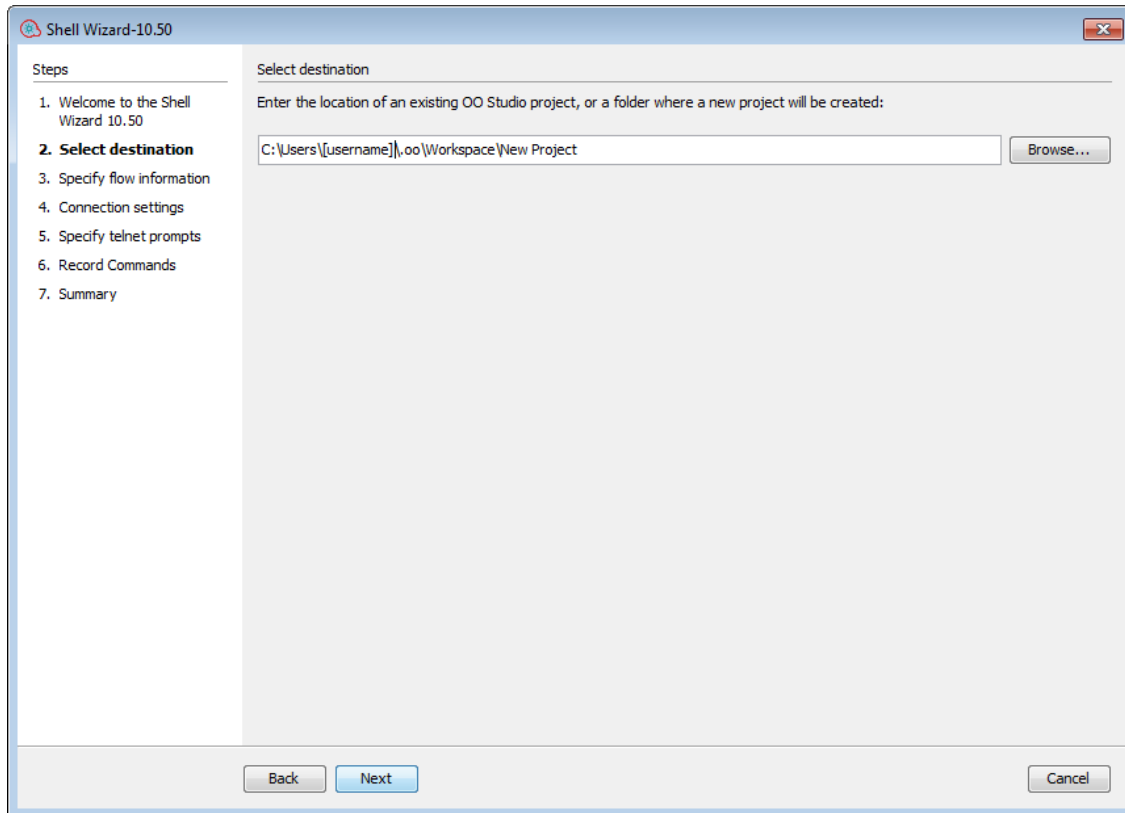 Shell Wizard-10.50
Steps
1. Welcome to the Shell
Wizard 10.50
2. Select destination
3. Specify flow information
4. Connection settings
5. Specify telnet prompts
6. Record Commands
7. Summary
Select destination
Enter the location of an existing OO Studio project, or a folder where a new project will be created:
C:\Users\[username]\.oo\Workspace\New Project
Browse...
Back
Next
Cancel